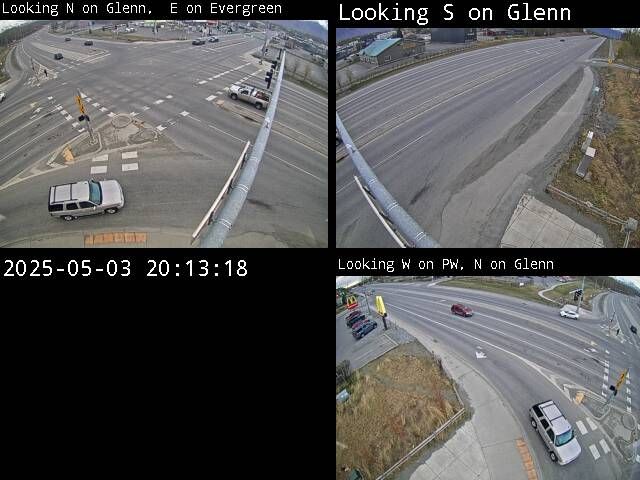 Looking N on Glenn,  E on Evergreen
Looking S on Glenn
2025-05-03 20:13:18
Looking W on PW, N on Glenn